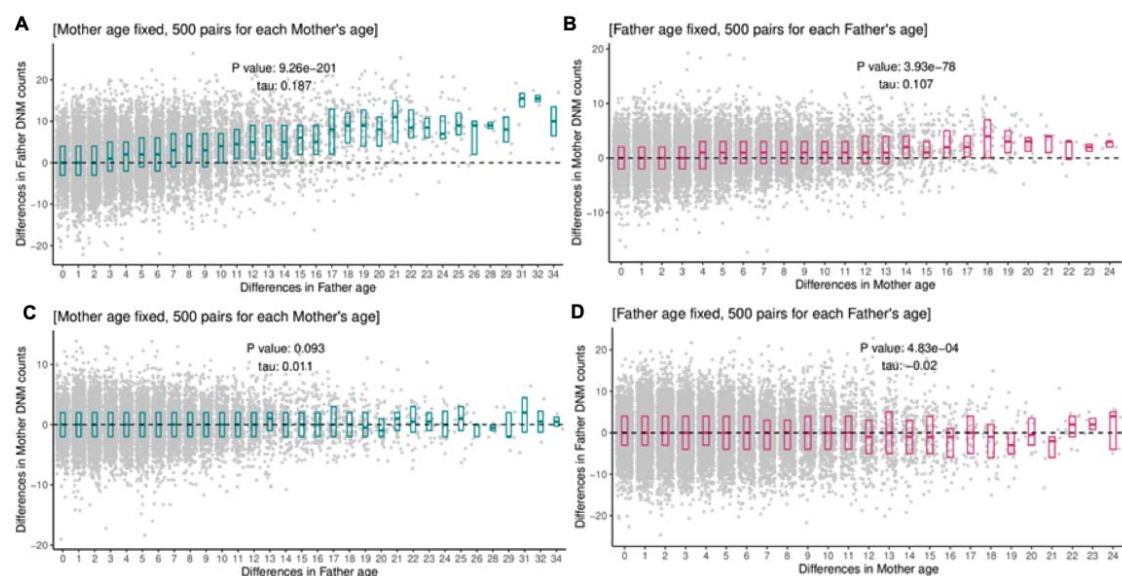 A
[Mother age fixed, 500 pairs for each Mother's age]
P value: 9.26e−201
tau: 0.187
Differences in Father DNM counts
20
10
0
−10
−20
0 1 2 3 4 5 6 7 8 9 10 11 12 13 14 15 16 17 18 19 20 21 22 23 24 25 26 28 29 31 32 34
Differences in Father age
B
[Father age fixed, 500 pairs for each Father's age]
P value: 3.93e−78
tau: 0.107
Differences in Mother DNM counts
20
10
0
−10
0 1 2 3 4 5 6 7 8 9 10 11 12 13 14 15 16 17 18 19 20 21 22 23 24
Differences in Mother age
C
[Mother age fixed, 500 pairs for each Mother's age]
P value: 0.093
tau: 0.011
Differences in Mother DNM counts
10
0
−10
−20
0 1 2 3 4 5 6 7 8 9 10 11 12 13 14 15 16 17 18 19 20 21 22 23 24 25 26 28 29 31 32 34
Differences in Father age
D
[Father age fixed, 500 pairs for each Father's age]
P value: 4.83e−04
tau: −0.02
Differences in Father DNM counts
20
10
0
−10
−20
0 1 2 3 4 5 6 7 8 9 10 11 12 13 14 15 16 17 18 19 20 21 22 23 24
Differences in Mother age